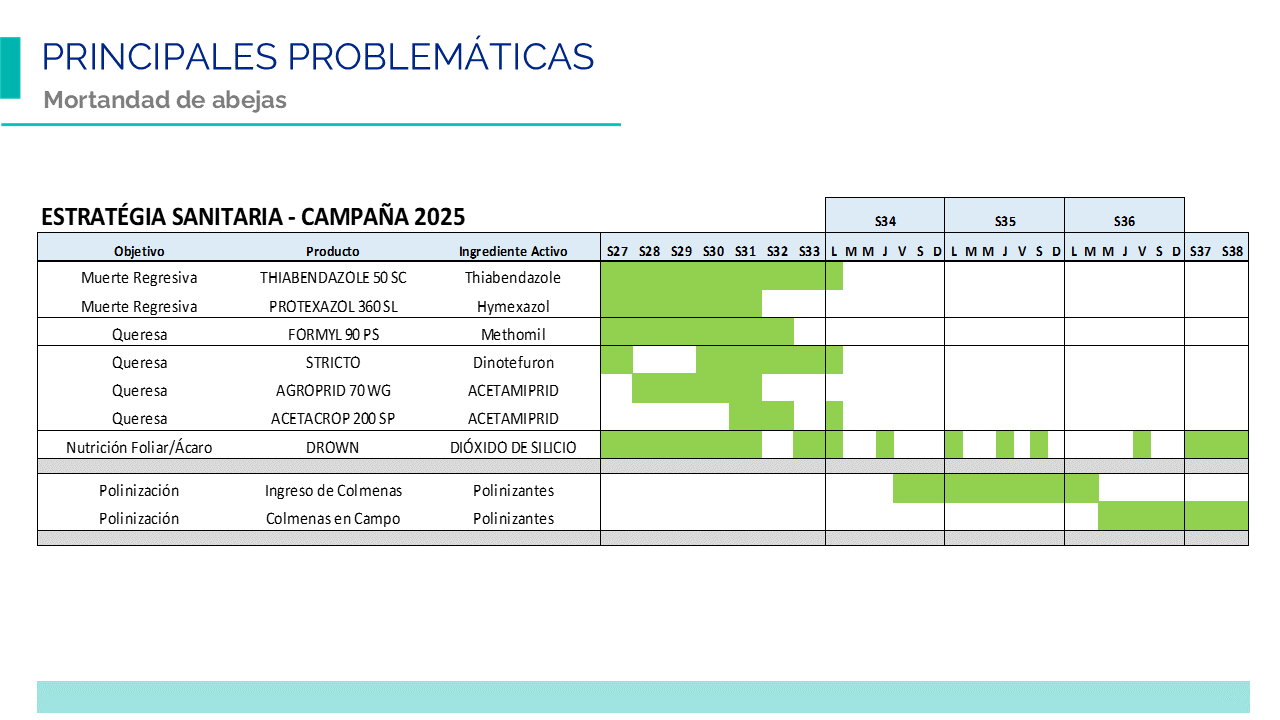 PRINCIPALES PROBLEMÁTICAS
Mortandad de abejas
ESTRATÉGIA SANITARIA - CAMPAÑA 2025
S34 S35 S36
Objetivo Producto Ingrediente Activo S27 S28 S29 S30 S31 S32 S33 L M M J V S D L M M J V S D L M M J V S D S37 S38
Muerte Regresiva THIABENDAZOLE 50 SC Thiabendazole
Muerte Regresiva PROTEXAZOL 360 SL Hymexazol
Queresa FORMYL 90 PS Methomil
Queresa STRICTO Dinotefuron
Queresa AGROPRID 70 WG ACETAMIPRID
Queresa ACETACROP 200 SP ACETAMIPRID
Nutrición Foliar/Ácaro DROWN DIÓXIDO DE SILICIO
Polinización Ingreso de Colmenas Polinizantes
Polinización Colmenas en Campo Polinizantes